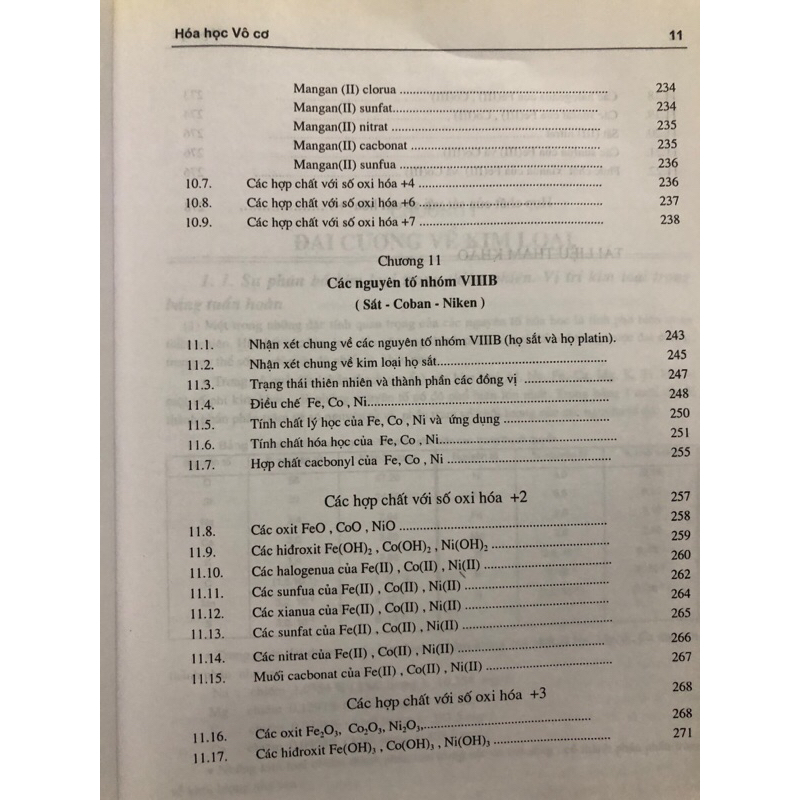 Hóa học Vô cơ 11
Mangan (II) clorua ........ 234
Mangan(II) sunfat........ 234
Mangan(II) nitrat ........ 235
Mangan(II) cacbonat ........ 235
Mangan(II) sunfua ........ 236
10.7. Các hợp chất với số oxi hóa +4 ........ 236
10.8. Các hợp chất với số oxi hóa +6 ........ 237
10.9. Các hợp chất với số oxi hóa +7 ........ 238
TÀI LIỆU THAM KHẢO
ĐẠI CƯƠNG VỀ KIM LOẠI
Chương 11
Các nguyên tố nhóm VIIIB
( Sắt - Coban - Niken )
11.1. Nhận xét chung về các nguyên tố nhóm VIIIB (họ sắt và họ platin). 243
11.2. Nhận xét chung về kim loại họ sắt........ 245
11.3. Trạng thái thiên nhiên và thành phần các đồng vị ........ 247
11.4. Điều chế Fe, Co , Ni........ 248
11.5. Tính chất lý học của Fe, Co , Ni và ứng dụng ........ 250
11.6. Tính chất hóa học của Fe, Co , Ni........ 251
11.7. Hợp chất cacbonyl của Fe, Co , Ni ........ 255
Các hợp chất với số oxi hóa +2 257
11.8. Các oxit FeO , CoO , NiO ........ 258
11.9. Các hiđroxit Fe(OH)₂ , Co(OH)₂ , Ni(OH)₂ ........ 259
11.10. Các halogenua của Fe(II) , Co(II) , Ni(II) ........ 260
11.11. Các sunfua của Fe(II) , Co(II) , Ni(II) ........ 262
11.12. Các xianua của Fe(II) , Co(II) , Ni(II) ........ 264
11.13. Các sunfat của Fe(II) , Co(II) , Ni(II) ........ 265
11.14. Các nitrat của Fe(II) , Co(II) , Ni(II) ........ 266
11.15. Muối cacbonat của Fe(II) , Co(II) , Ni(II) ........ 267
Các hợp chất với số oxi hóa +3 268
11.16. Các oxit Fe₂O₃, Co₂O₃, Ni₂O₃,........ 268
11.17. Các hiđroxit Fe(OH)₃ , Co(OH)₃ , Ni(OH)₃ ........ 271